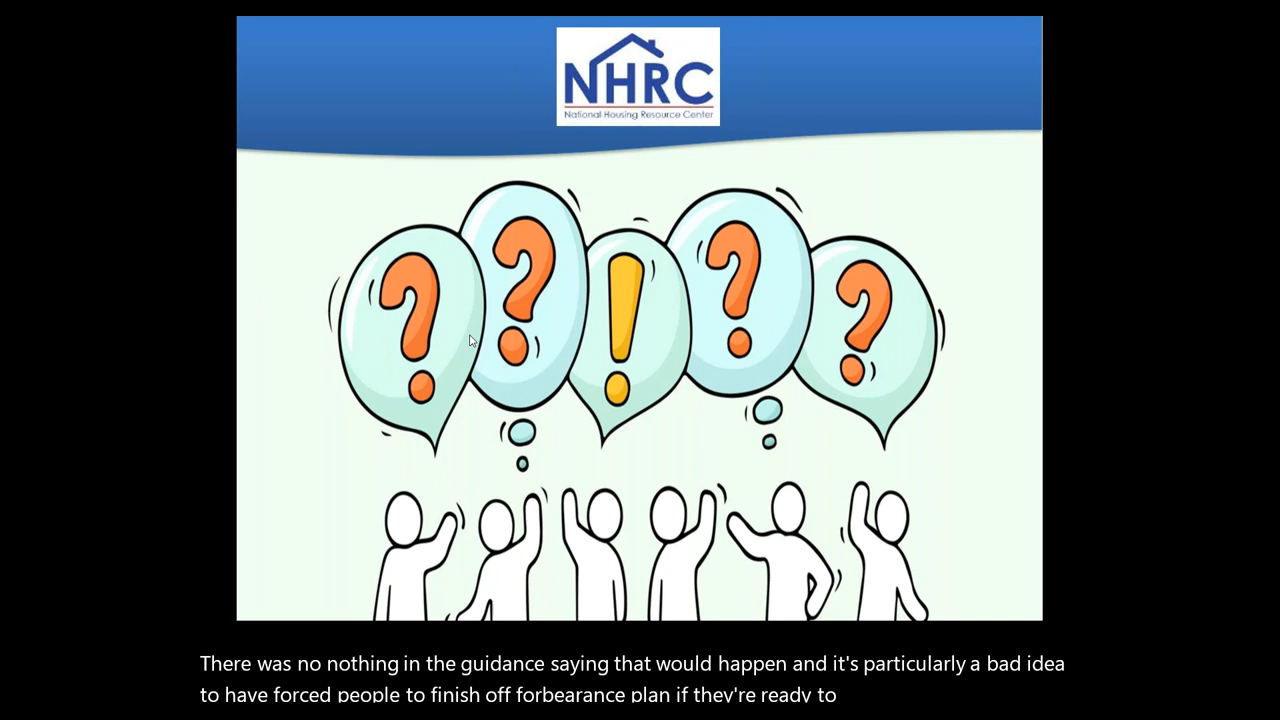 NHRC
National Housing Resource Center
? ? ! ? ?
There was no nothing in the guidance saying that would happen and it's particularly a bad idea
to have forced people to finish off forbearance plan if they're ready to